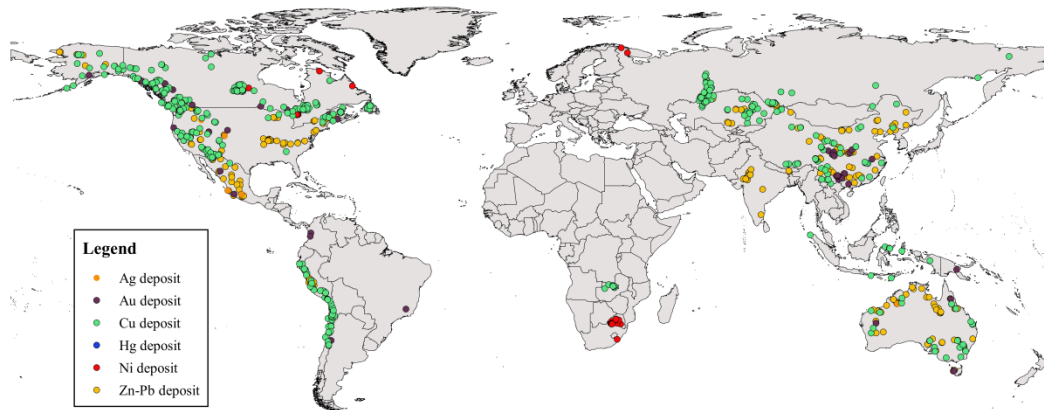 Legend
Ag deposit
Au deposit
Cu deposit
Hg deposit
Ni deposit
Zn-Pb deposit